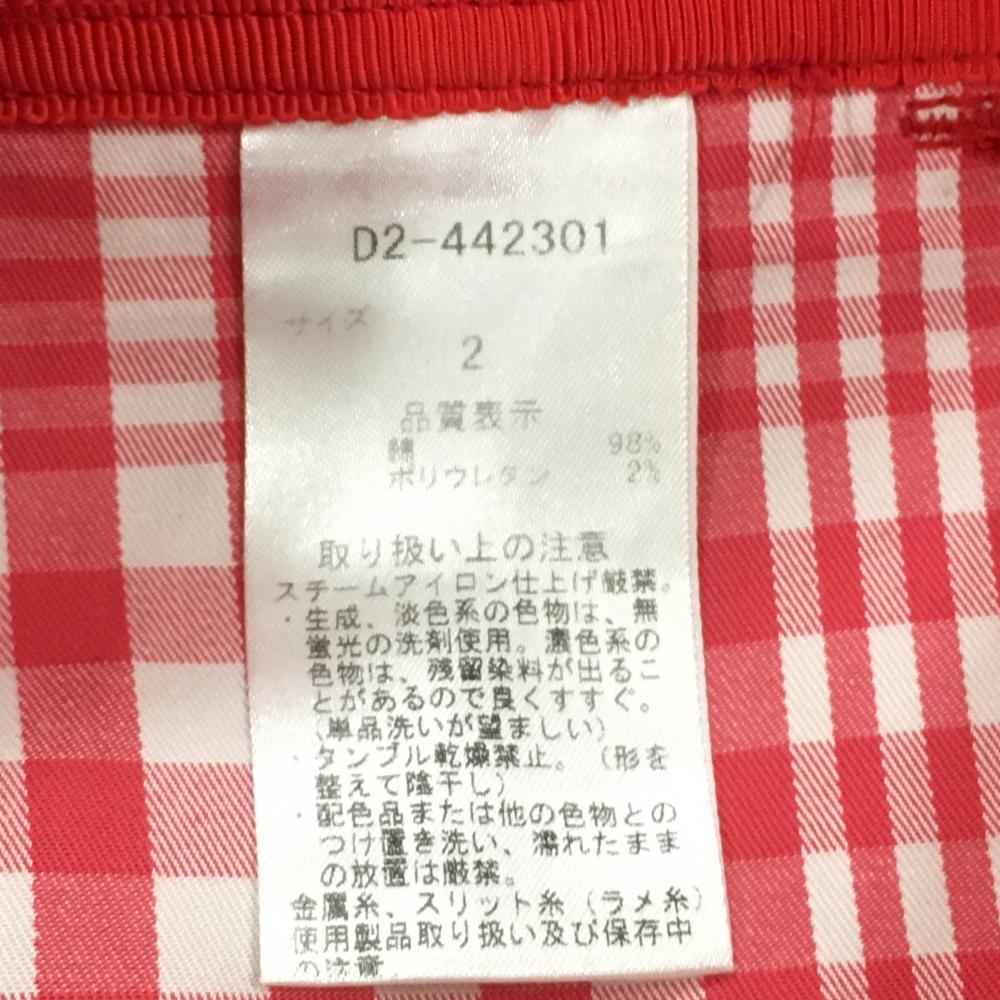 D2-442301
サイズ
2
品質表示
綿 98%
ポリウレタン 2%
取り扱い上の注意
スチームアイロン仕上げ厳禁。
・生成、淡色系の色物は、無
蛍光の洗剤使用。濃色系の
色物は、残留染料が出るこ
とがあるので良くすすぐ。
(単品洗いが望ましい)
・タンブル乾燥禁止。(形を
整えて陰干し)
・配色品または他の色物との
つけ置き洗い、濡れたまま
の放置は厳禁。
金属糸、スリット糸(ラメ糸)
使用製品取り扱い及び保存中
の注意